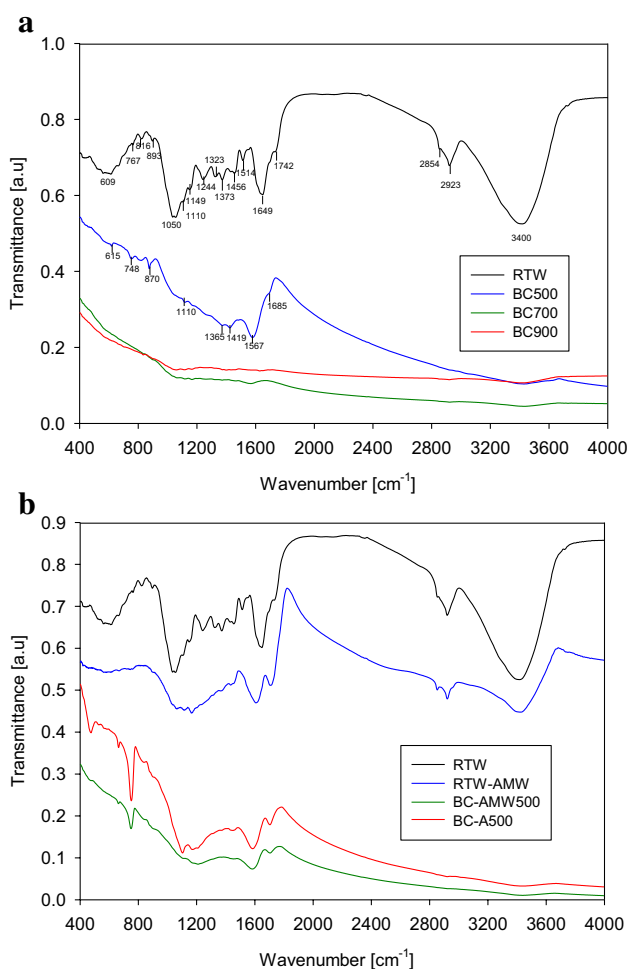 a
Transmittance [a.u]
1.0
0.8
0.6
0.4
0.2
0.0
609
767
816
893
1050
1110
1149
1244
1323
1373
1456
1514
1649
1742
2854
2923
3400
615
748
870
1110
1365
1419
1567
1685
RTW
BC500
BC700
BC900
400 800 1200 1600 2000 2400 2800 3200 3600 4000
Wavenumber [cm-1]
b
Transmittance [a.u]
0.9
0.8
0.7
0.6
0.5
0.4
0.3
0.2
0.1
0.0
RTW
RTW-AMW
BC-AMW500
BC-A500
400 800 1200 1600 2000 2400 2800 3200 3600 4000
Wavenumber [cm-1]